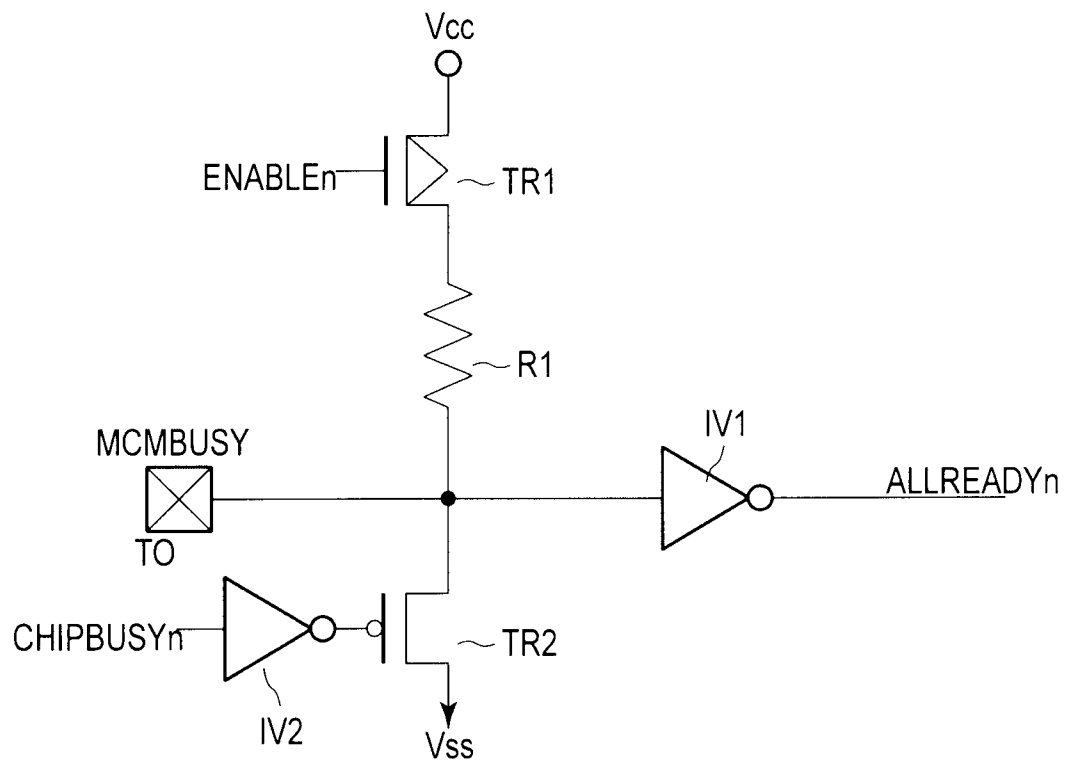 Vcc
ENABLEn
TR1
R1
MCMBUSY
IV1
ALLREADYn
TO
CHIPBUSYn
TR2
IV2
Vss